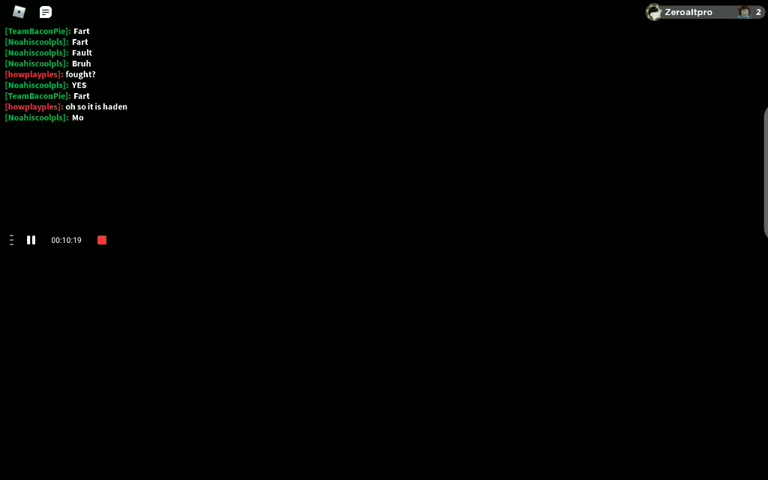 Zeroaltpro 2
[TeamBaconPie]: Fart
[Noahiscoolpls]: Fart
[Noahiscoolpls]: Fault
[Noahiscoolpls]: Bruh
[howplayples]: fought?
[Noahiscoolpls]: YES
[TeamBaconPie]: Fart
[howplayples]: oh so it is haden
[Noahiscoolpls]: Mo
00:10:19